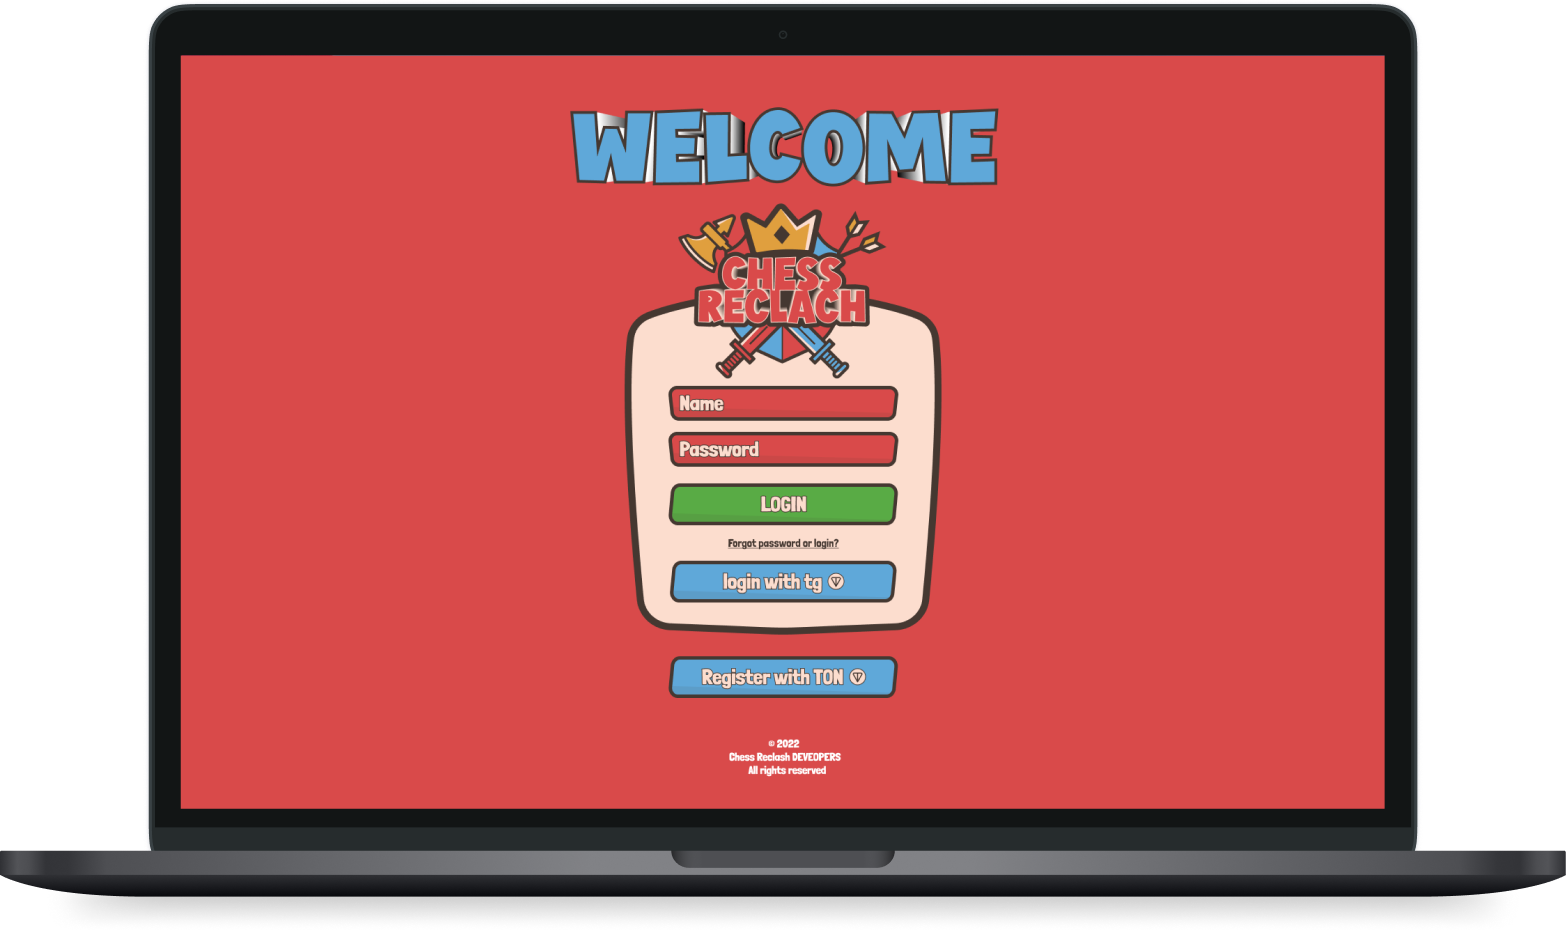 WELCOME
CHESS
RECLACH
Name
Password
LOGIN
Forgot password or login?
login with tg
Register with TON
© 2022
Chess Reclash DEVEOPERS
All rights reserved